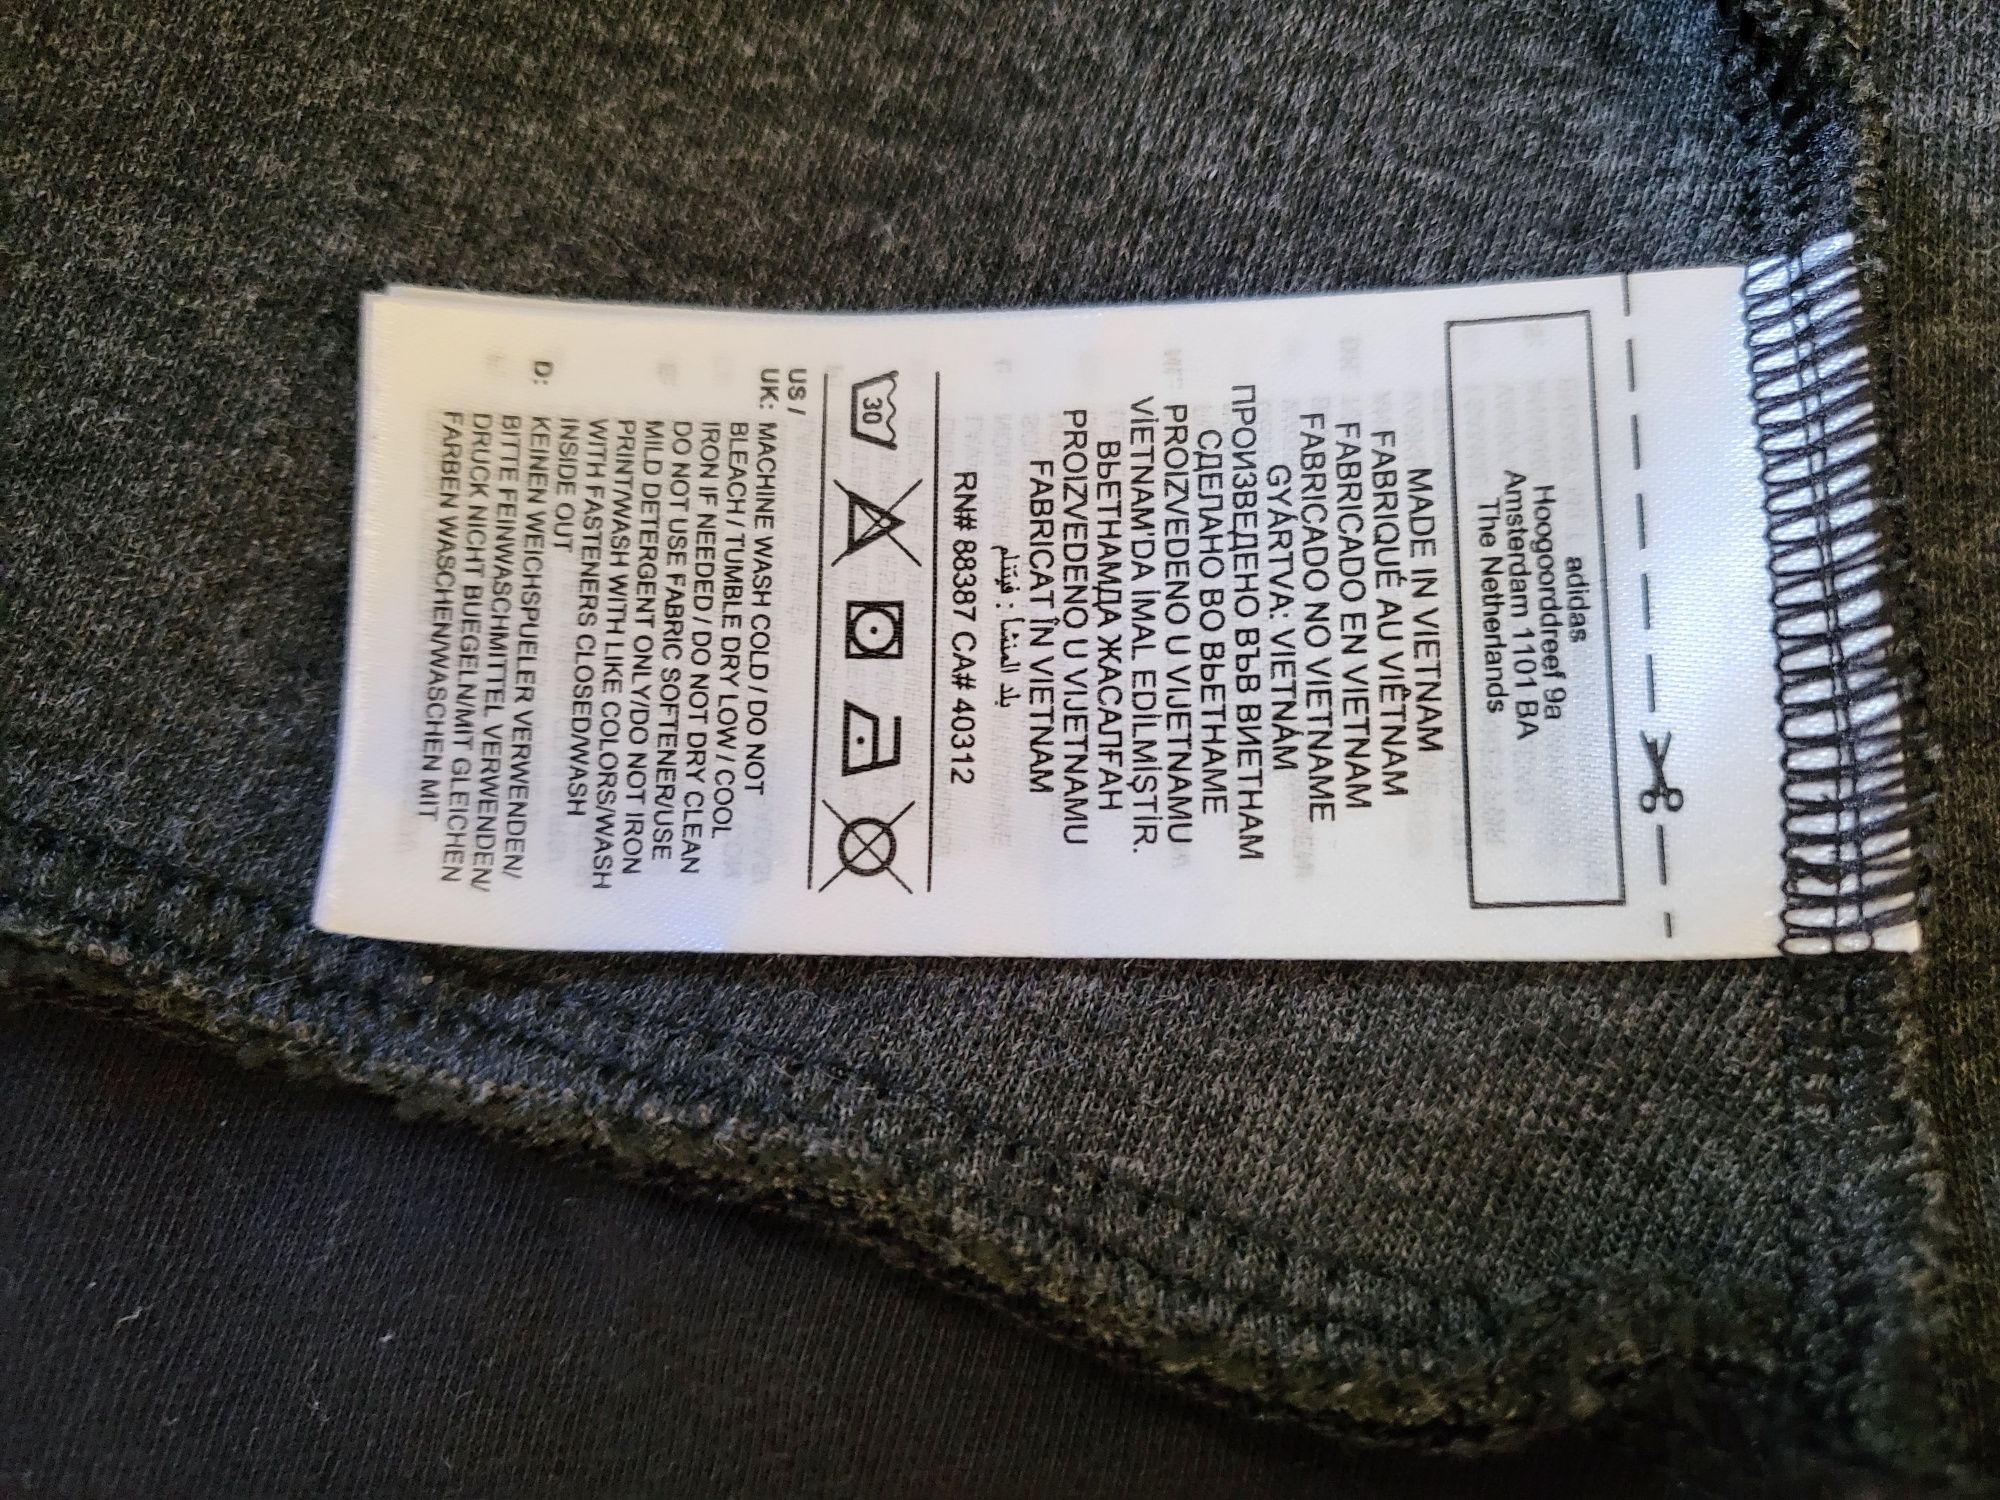 adidas
Hoogoorddreef 9a
Amsterdam 1101 BA
The Netherlands
MADE IN VIETNAM
FABRIQUÉ AU VIÊTNAM
FABRICADO EN VIETNAM
FABRICADO NO VIETNAME
GYÁRTVA: VIETNÁM
ПРОИЗВЕДЕНО ВЪВ ВИЕТНАМ
СДЕЛАНО ВО ВЬЕТНАМЕ
PROIZVEDENO U VIJETNAMU
VİETNAM'DA İMAL EDİLMİŞTİR.
ВЬЕТНАМДА ЖАСАЛҒАН
PROIZVEDENO U VIJETNAMU
FABRICAT ÎN VIETNAM
بلد المنشأ : فيتنام
RN# 88387 CA# 40312
30
US /
UK: MACHINE WASH COLD / DO NOT
BLEACH / TUMBLE DRY LOW / COOL
IRON IF NEEDED / DO NOT DRY CLEAN
DO NOT USE FABRIC SOFTENER/USE
MILD DETERGENT ONLY/DO NOT IRON
PRINT/WASH WITH LIKE COLORS/WASH
WITH FASTENERS CLOSED/WASH
INSIDE OUT
D: KEINEN WEICHSPUELER VERWENDEN/
BITTE FEINWASCHMITTEL VERWENDEN/
DRUCK NICHT BUEGELN/MIT GLEICHEN
FARBEN WASCHEN/WASCHEN MIT